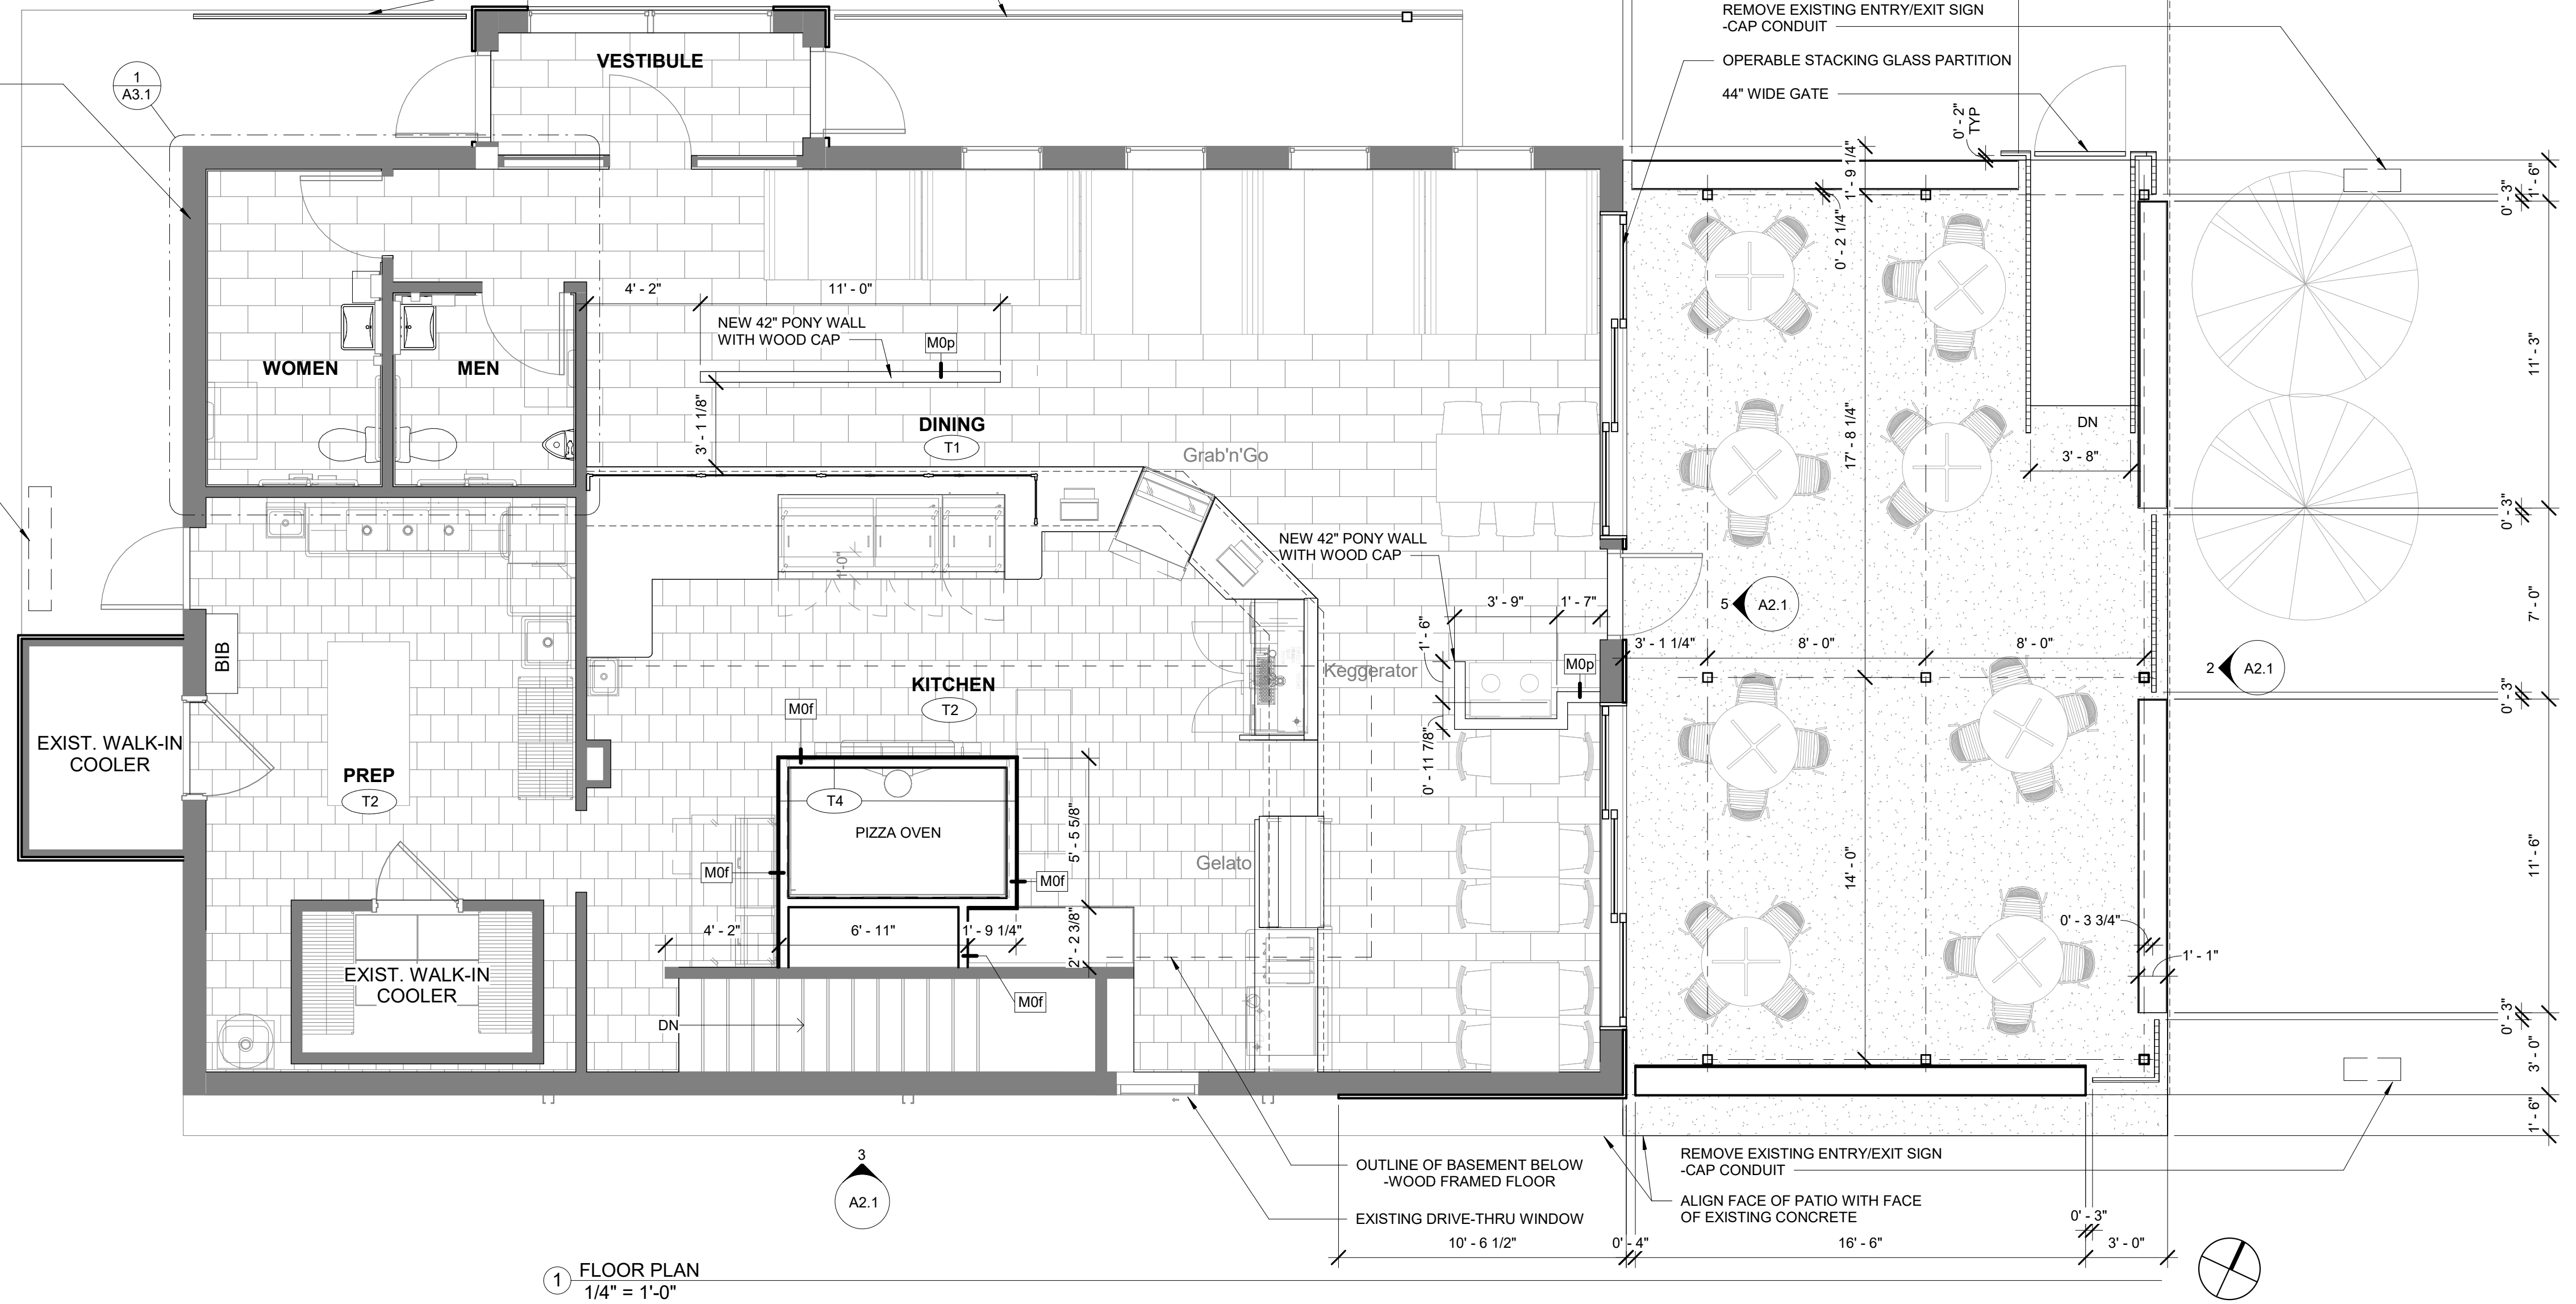 REMOVE EXISTING ENTRY/EXIT SIGN
-CAP CONDUIT
OPERABLE STACKING GLASS PARTITION
44" WIDE GATE
VESTIBULE
1
A3.1
0' - 2"
TYP
1' - 9 1/4"
0' - 2 1/4"
0' - 3"
1' - 6"
4' - 2"
11' - 0"
NEW 42" PONY WALL
WITH WOOD CAP
M0p
WOMEN
MEN
3' - 1 1/8"
DINING
T1
Grab'n'Go
17' - 8 1/4"
DN
3' - 8"
11' - 3"
0' - 3"
NEW 42" PONY WALL
WITH WOOD CAP
1'-0"
3' - 9"
1' - 7"
1' - 6"
5
A2.1
7' - 0"
3' - 1 1/4"
8' - 0"
8' - 0"
BIB
M0p
2
A2.1
Keggerator
KITCHEN
T2
0' - 3"
M0f
EXIST. WALK-IN
COOLER
0' - 11 7/8"
PREP
T2
T4
PIZZA OVEN
5' - 5 5/8"
Gelato
M0f
M0f
14' - 0"
11' - 6"
0' - 3 3/4"
4' - 2"
6' - 11"
1' - 9 1/4"
2' - 2 3/8"
1' - 1"
EXIST. WALK-IN
COOLER
M0f
DN
0' - 3"
3' - 0"
1' - 6"
3
A2.1
OUTLINE OF BASEMENT BELOW
-WOOD FRAMED FLOOR
EXISTING DRIVE-THRU WINDOW
REMOVE EXISTING ENTRY/EXIT SIGN
-CAP CONDUIT
ALIGN FACE OF PATIO WITH FACE
OF EXISTING CONCRETE
0' - 3"
10' - 6 1/2"
0' - 4"
16' - 6"
3' - 0"
1
FLOOR PLAN
1/4" = 1'-0"